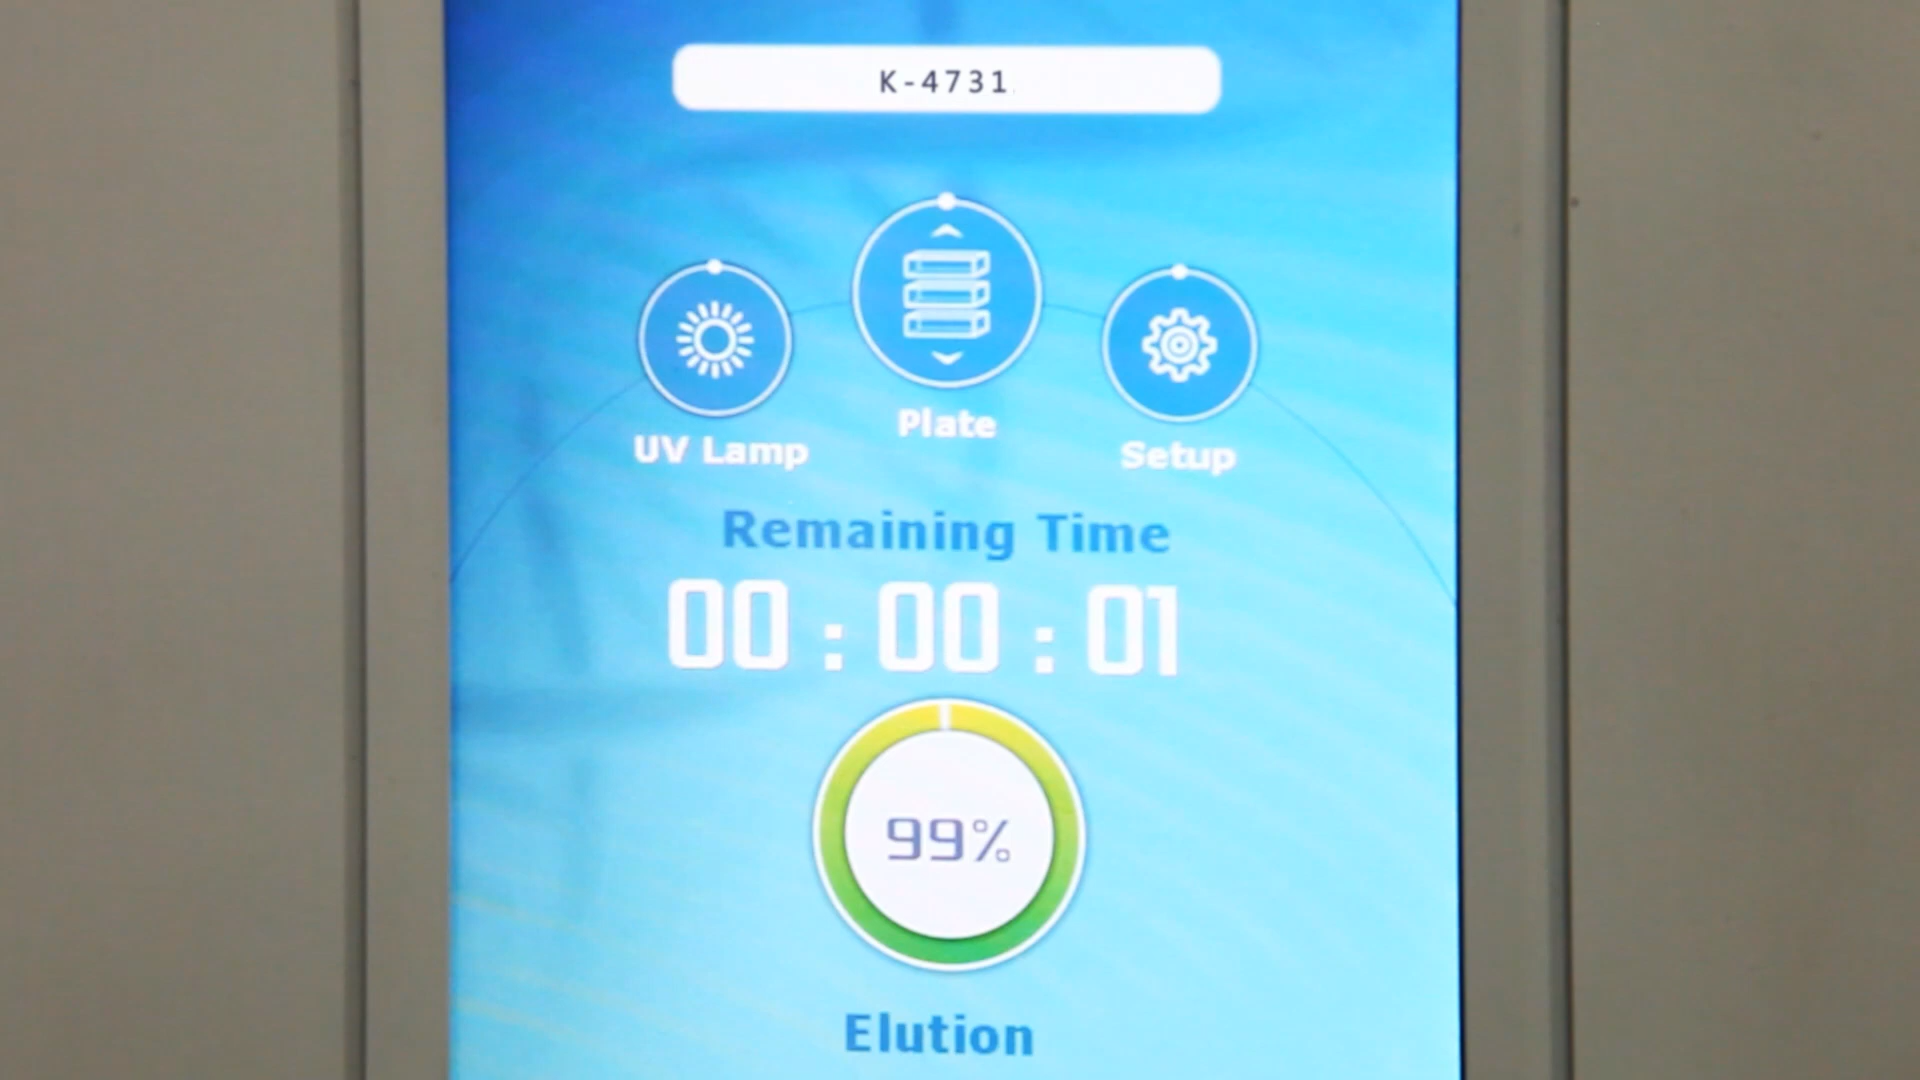 K-4731
UV Lamp
Plate
Setup
Remaining Time
00 : 00 : 01
99%
Elution